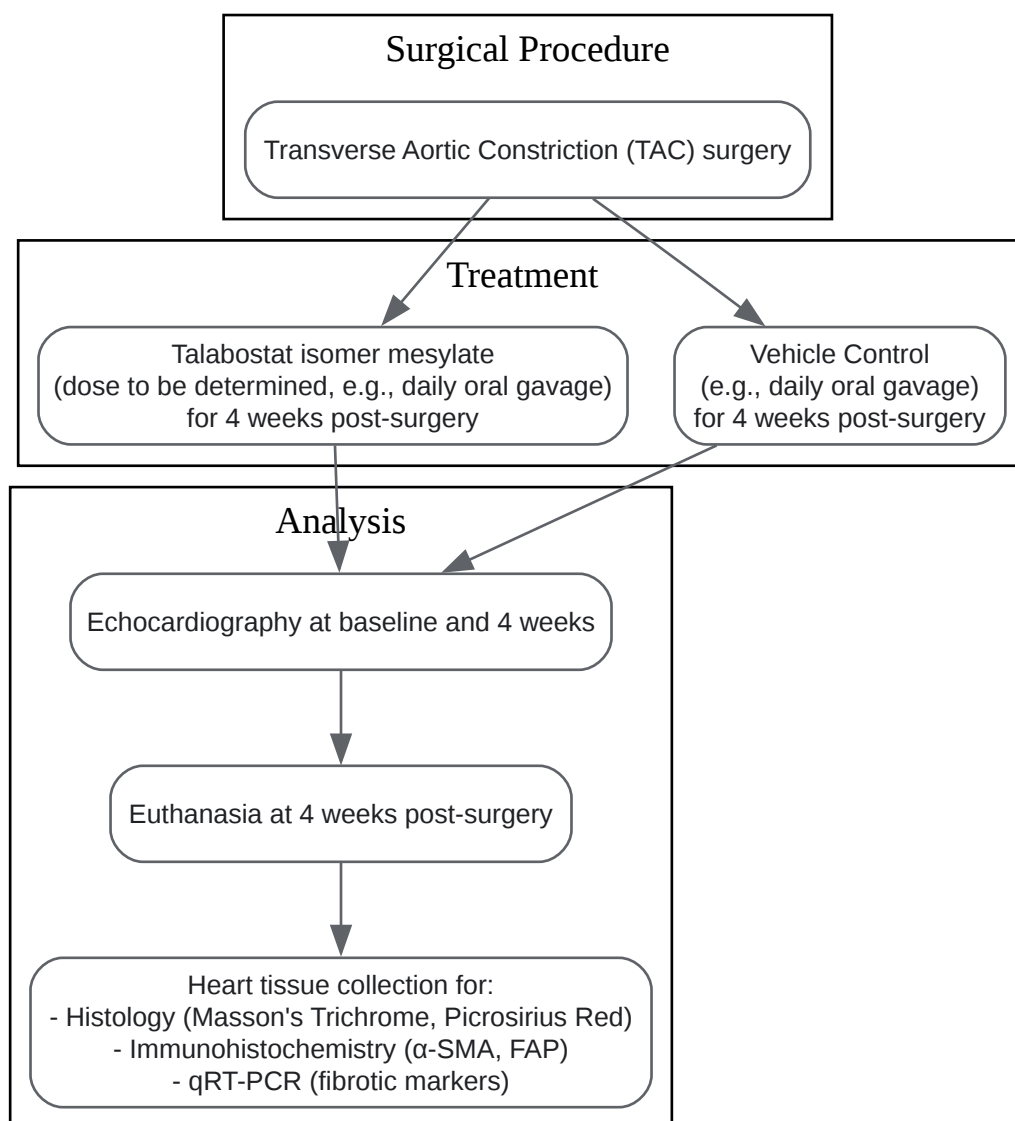 Surgical Procedure
Transverse Aortic Constriction (TAC) surgery
Treatment
Talabostat isomer mesylate
(dose to be determined, e.g., daily oral gavage)
for 4 weeks post-surgery
Vehicle Control
(e.g., daily oral gavage)
for 4 weeks post-surgery
Analysis
Echocardiography at baseline and 4 weeks
Euthanasia at 4 weeks post-surgery
Heart tissue collection for:
- Histology (Masson's Trichrome, Picrosirius Red)
- Immunohistochemistry (α-SMA, FAP)
- qRT-PCR (fibrotic markers)